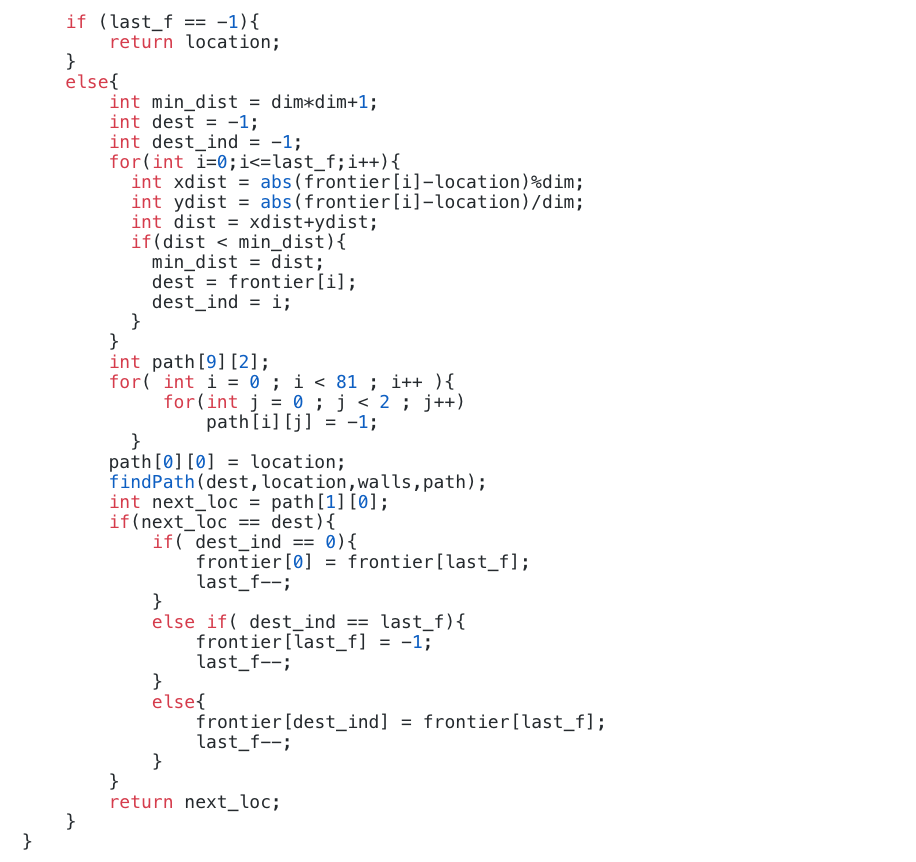 if (last_f == -1){
return location;
}
else{
int min_dist = dim*dim+1;
int dest = -1;
int dest_ind = -1;
for(int i=0;i<=last_f;i++){
int xdist = abs(frontier[i]-location)%dim;
int ydist = abs(frontier[i]-location)/dim;
int dist = xdist+ydist;
if(dist < min_dist){
min_dist = dist;
dest = frontier[i];
dest_ind = i;
}
}
int path[9][2];
for( int i = 0 ; i < 81 ; i++ ){
for(int j = 0 ; j < 2 ; j++)
path[i][j] = -1;
}
path[0][0] = location;
findPath(dest,location,walls,path);
int next_loc = path[1][0];
if(next_loc == dest){
if( dest_ind == 0){
frontier[0] = frontier[last_f];
last_f--;
}
else if( dest_ind == last_f){
frontier[last_f] = -1;
last_f--;
}
else{
frontier[dest_ind] = frontier[last_f];
last_f--;
}
}
return next_loc;
}
}